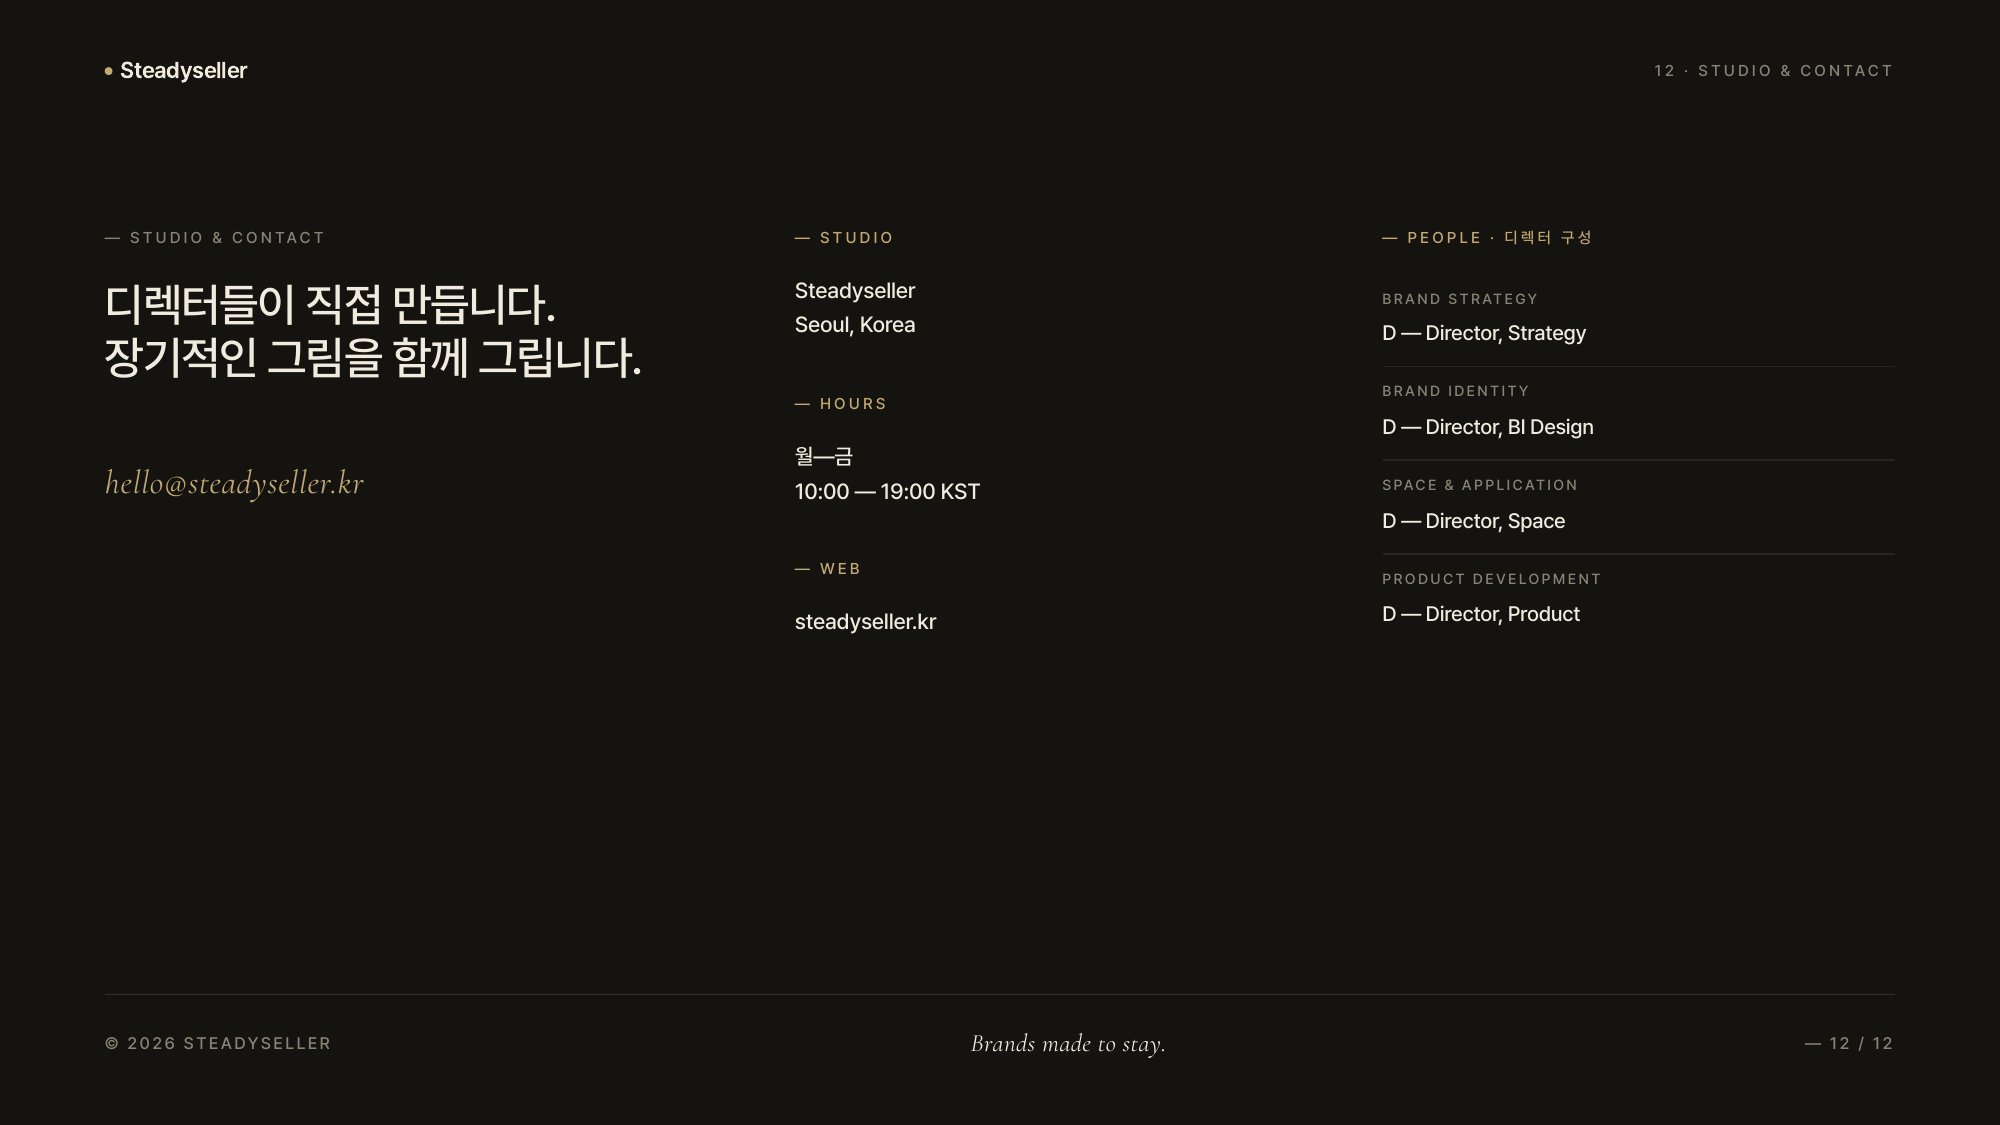 Steadyseller
12 · STUDIO & CONTACT
— STUDIO & CONTACT
디렉터들이 직접 만듭니다.
장기적인 그림을 함께 그립니다.
hello@steadyseller.kr
— STUDIO
Steadyseller
Seoul, Korea
— HOURS
월—금
10:00 — 19:00 KST
— WEB
steadyseller.kr
— PEOPLE · 디렉터 구성
BRAND STRATEGY
D — Director, Strategy
BRAND IDENTITY
D — Director, BI Design
SPACE & APPLICATION
D — Director, Space
PRODUCT DEVELOPMENT
D — Director, Product
© 2026 STEADYSELLER
Brands made to stay.
— 12 / 12